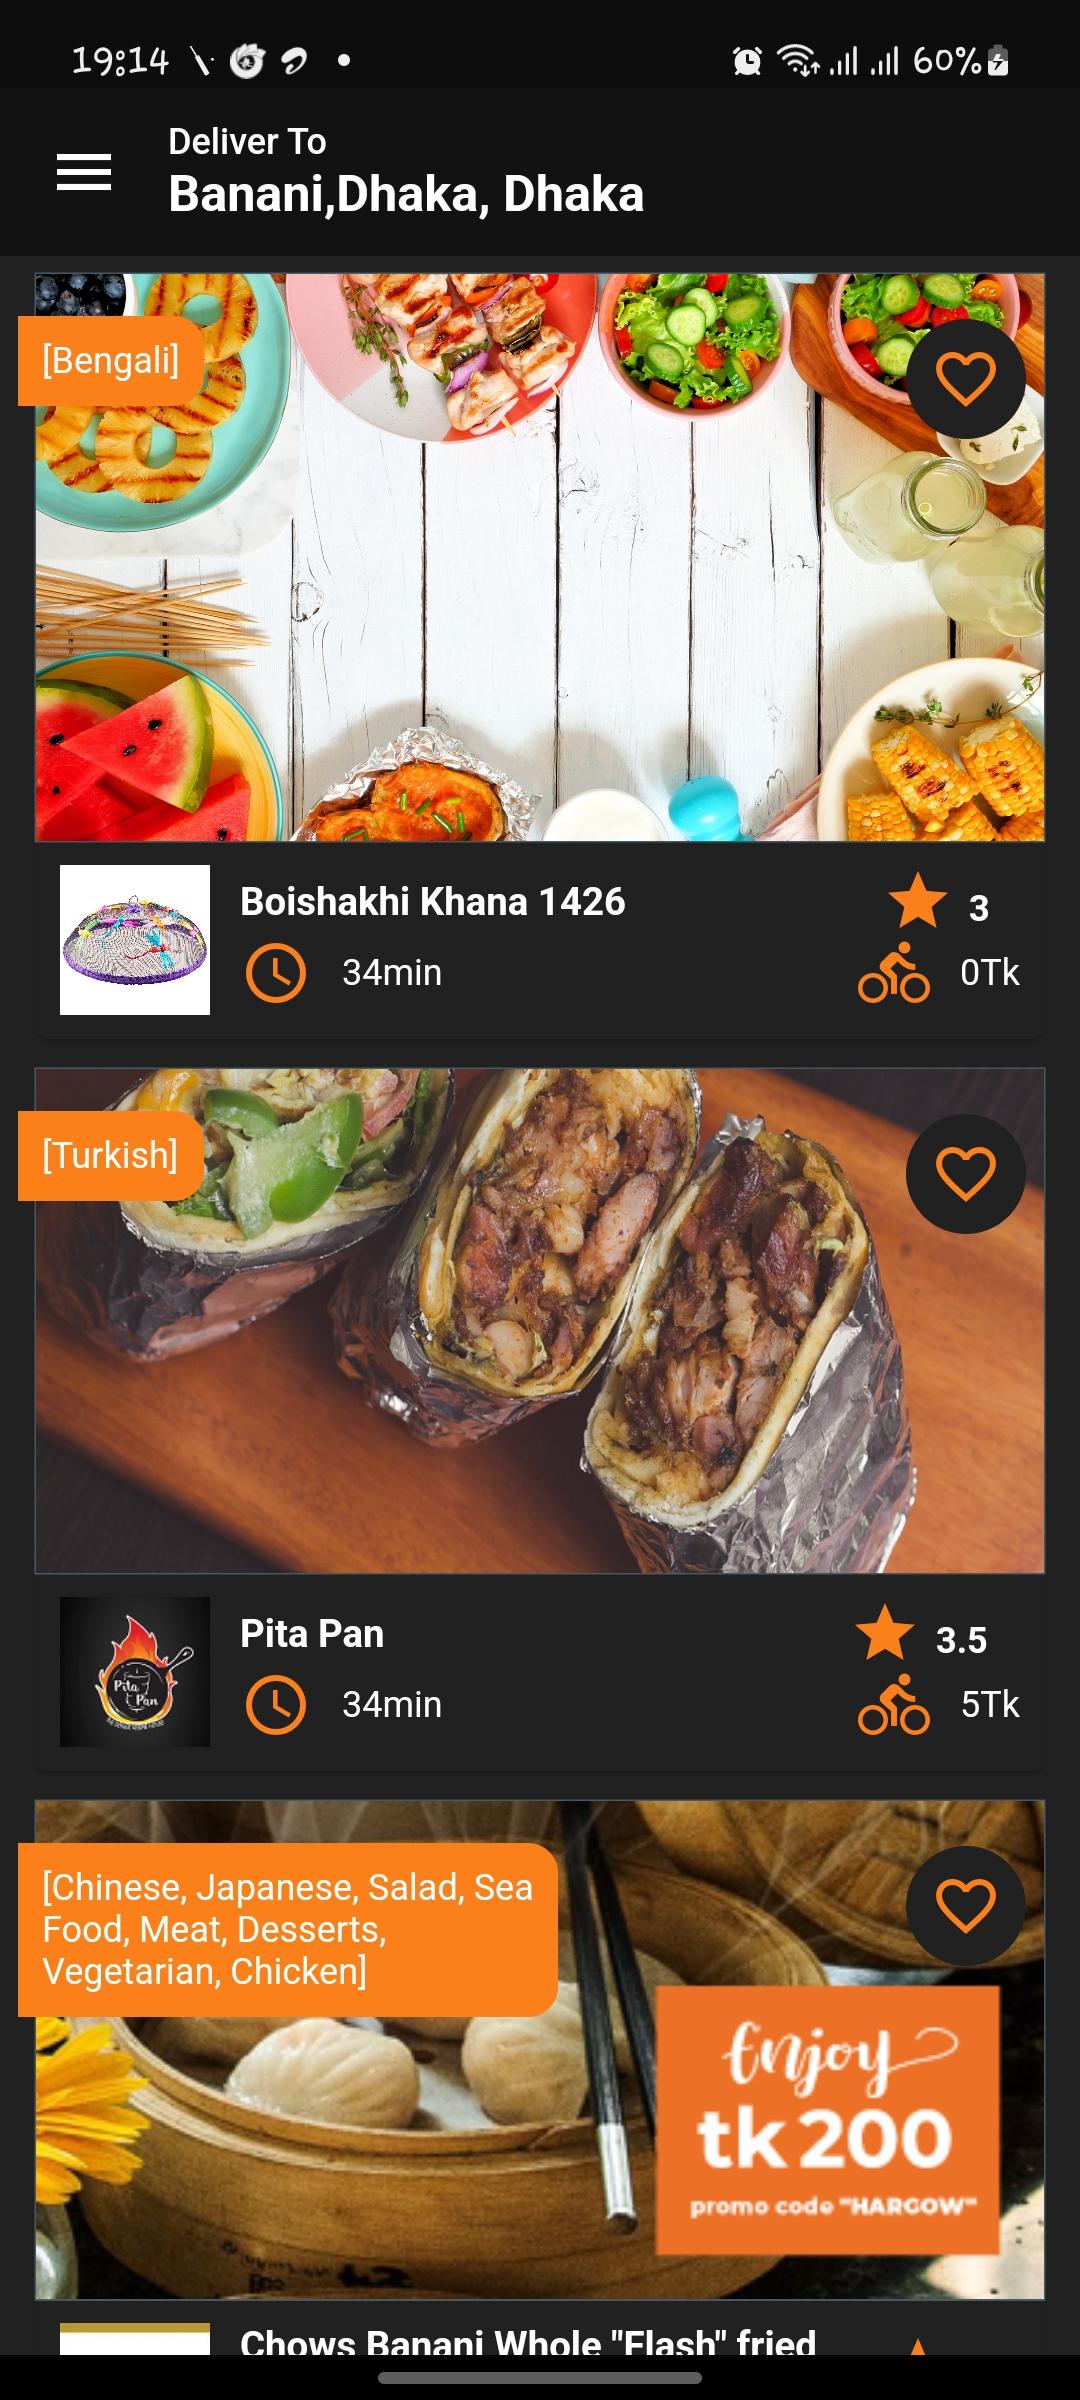 19:14
60%
Deliver To
Banani,Dhaka, Dhaka
[Bengali]
Boishakhi Khana 1426
3
34min
0Tk
[Turkish]
Pita Pan
Pita
Pan
3.5
34min
5Tk
[Chinese, Japanese, Salad, Sea
Food, Meat, Desserts,
Vegetarian, Chicken]
Enjoy
tk 200
promo code "HARGOW"
Chows Banani Whole "Flash" fried